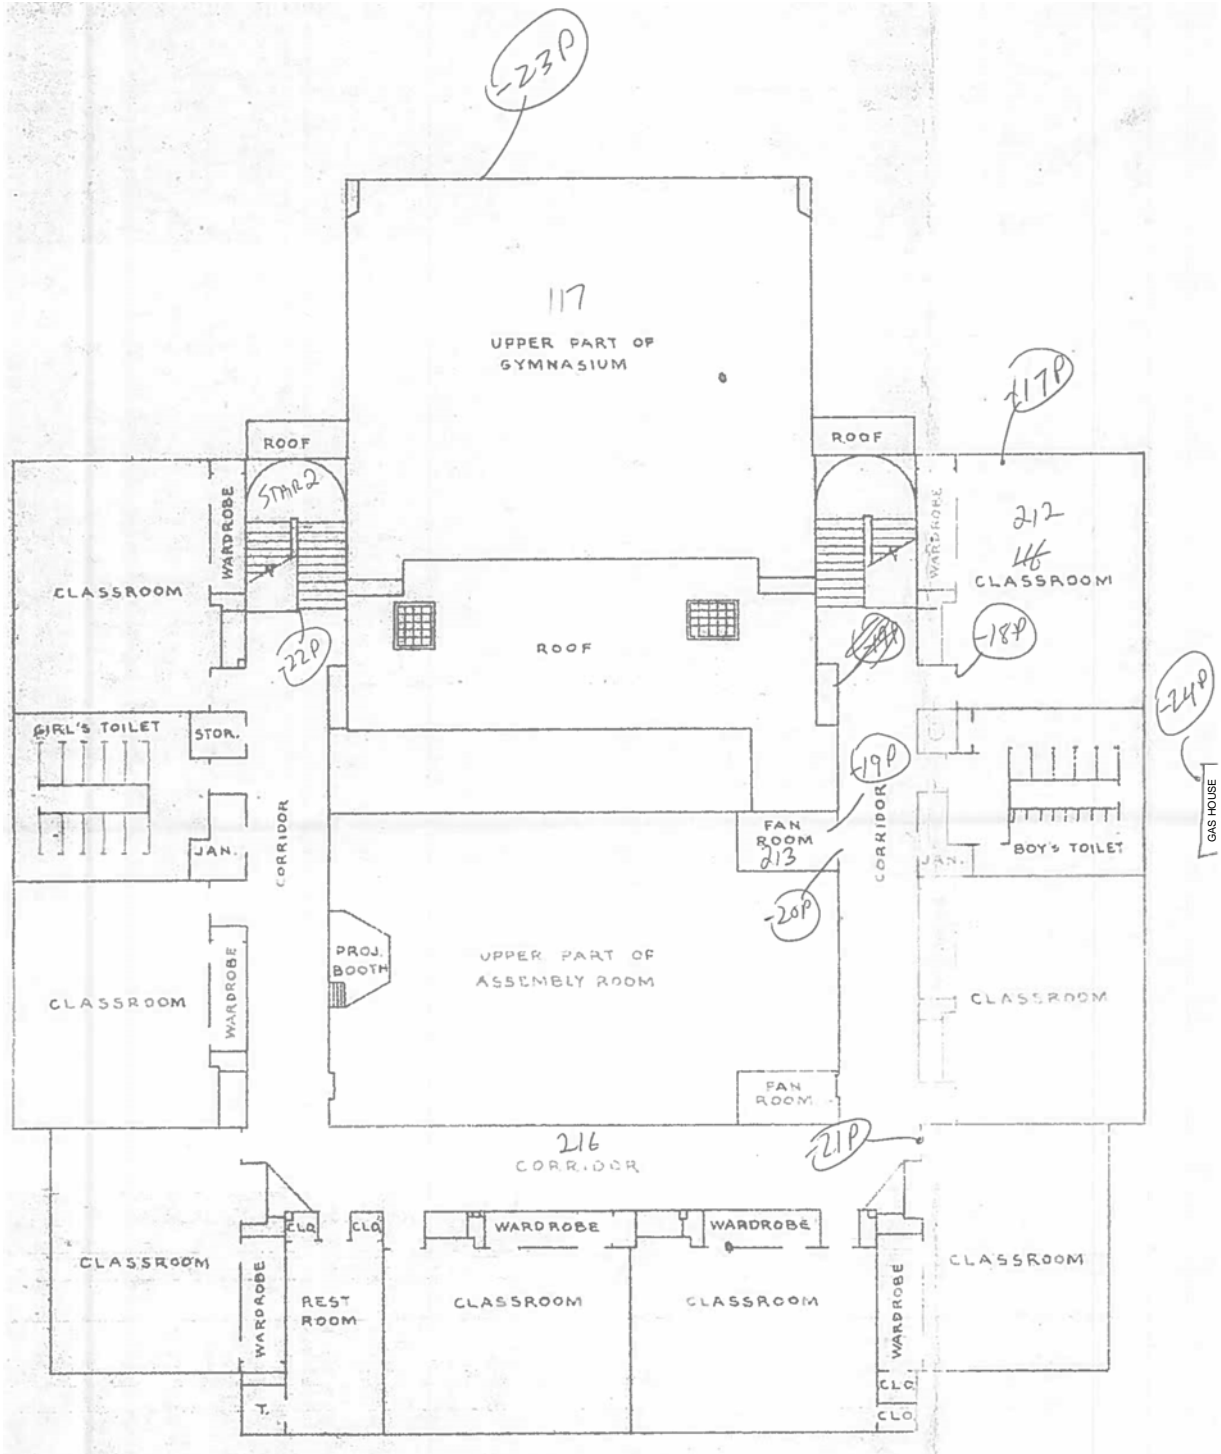 -23P
117
UPPER PART OF
GYMNASIUM
-17P
ROOF
ROOF
STAR 2
WARDROBE
WARDROBE
212
116
CLASSROOM
CLASSROOM
-22P
ROOF
-19P
-18P
-24P
GIRL'S TOILET
STOR.
-19P
GAS HOUSE
CORRIDOR
CORRIDOR
FAN
ROOM
213
JAN.
JAN.
BOY'S TOILET
-20P
PROJ.
BOOTH
UPPER PART OF
ASSEMBLY ROOM
WARDROBE
CLASSROOM
CLASSROOM
FAN
ROOM
216
CORRIDOR
-21P
CLO.
CLO.
WARDROBE
WARDROBE
CLASSROOM
WARDROBE
REST
ROOM
CLASSROOM
CLASSROOM
WARDROBE
CLASSROOM
CLO.
T.
CLO.